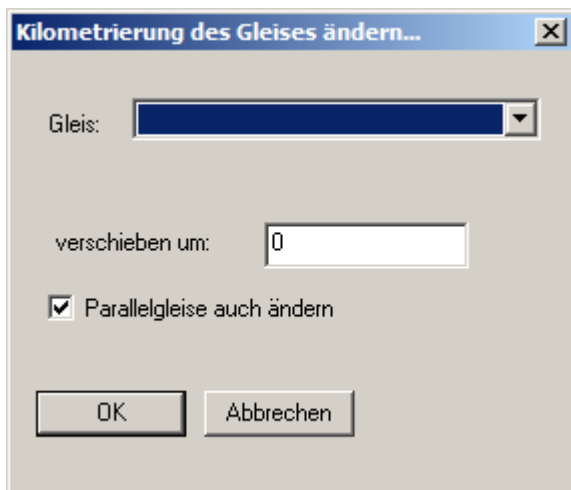 Kilometrierung des Gleises ändern...
Gleis:
verschieben um: 0
Parallelgleise auch ändern
OK Abbrechen